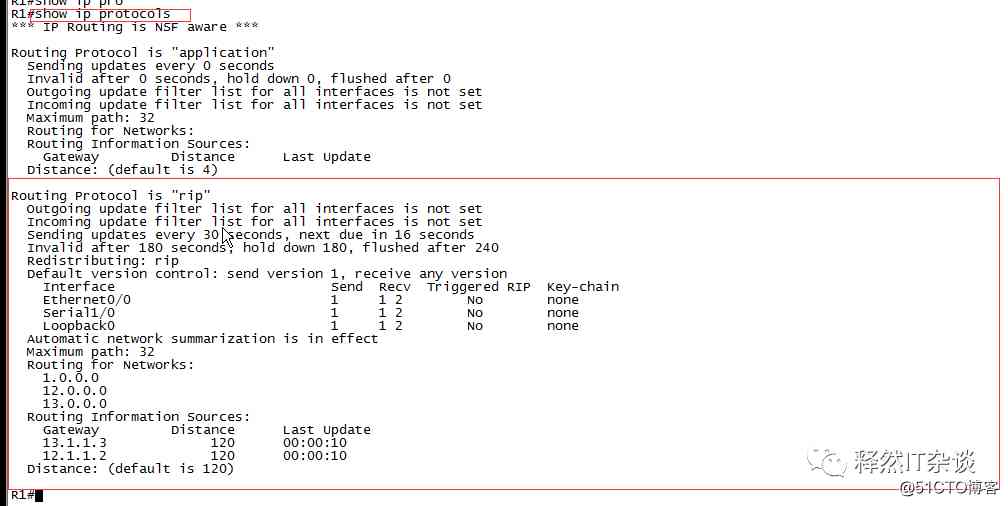 R1#show ip pro
R1#show ip protocols
*** IP Routing is NSF aware ***
Routing Protocol is "application"
Sending updates every 0 seconds
Invalid after 0 seconds, hold down 0, flushed after 0
Outgoing update filter list for all interfaces is not set
Incoming update filter list for all interfaces is not set
Maximum path: 32
Routing for Networks:
Routing Information Sources:
Gateway Distance Last Update
Distance: (default is 4)
Routing Protocol is "rip"
Outgoing update filter list for all interfaces is not set
Incoming update filter list for all interfaces is not set
Sending updates every 30 seconds, next due in 16 seconds
Invalid after 180 seconds, hold down 180, flushed after 240
Redistributing: rip
Default version control: send version 1, receive any version
Interface Send Recv Triggered RIP Key-chain
Ethernet0/0 1 1 2 No none
Serial1/0 1 1 2 No none
Loopback0 1 1 2 No none
Automatic network summarization is in effect
Maximum path: 32
Routing for Networks:
1.0.0.0
12.0.0.0
13.0.0.0
Routing Information Sources:
Gateway Distance Last Update
13.1.1.3 120 00:00:10
12.1.1.2 120 00:00:10
Distance: (default is 120)
R1#
释然IT杂谈
@51CTO博客